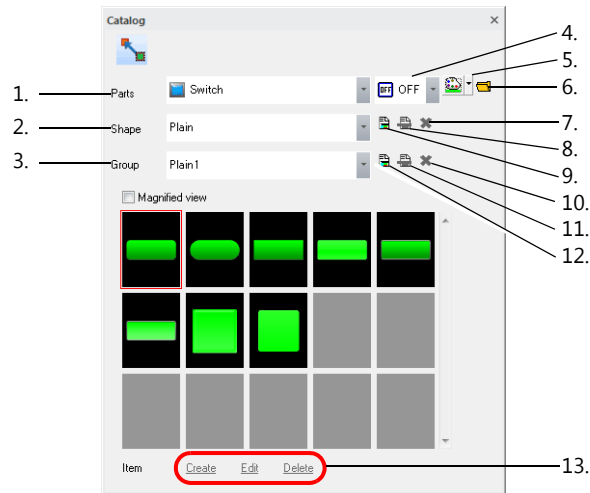 Catalog
4.
5.
6.
1. Parts Switch OFF OFF
7.
2. Shape Plain
8.
9.
3. Group Plain1
10.
11.
12.
Magnified view
Item Create Edit Delete 13.